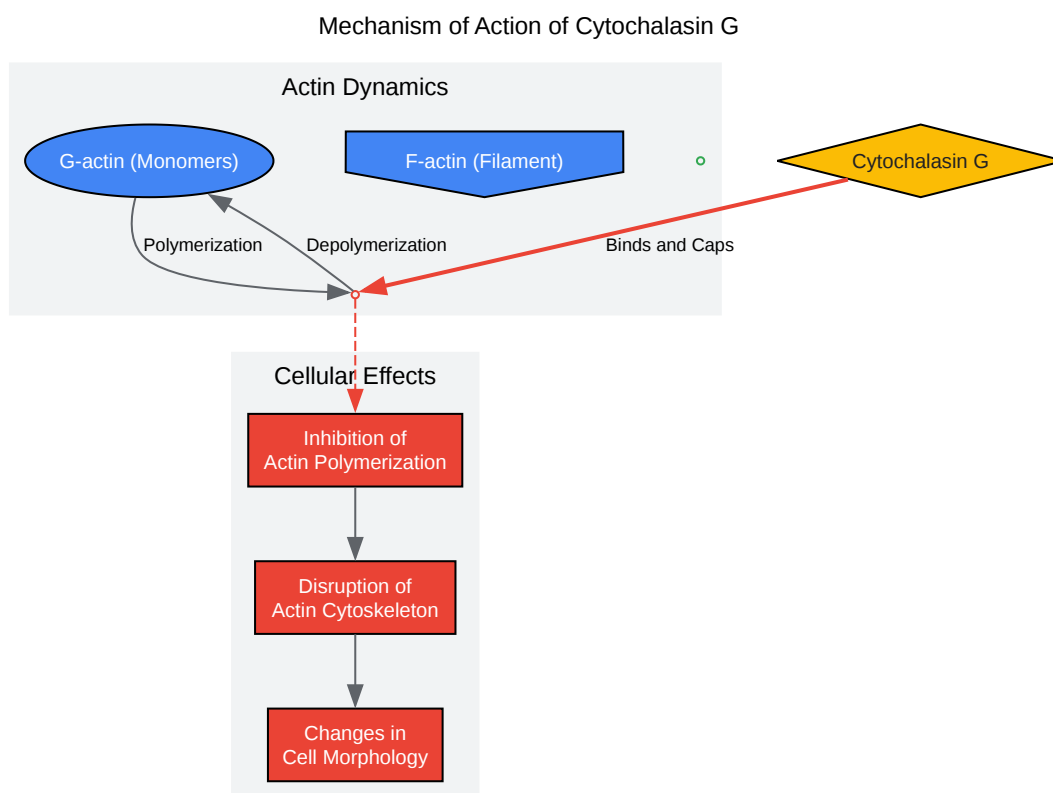 Mechanism of Action of Cytochalasin G
Actin Dynamics
G-actin (Monomers)
F-actin (Filament)
Cytochalasin G
Polymerization
Depolymerization
Binds and Caps
Cellular Effects
Inhibition of
Actin Polymerization
Disruption of
Actin Cytoskeleton
Changes in
Cell Morphology